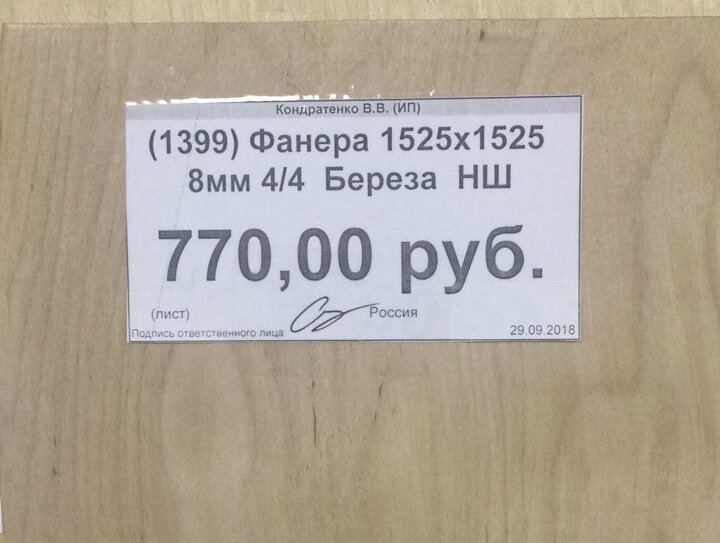 Кондратенко В.В. (ИП)
(1399) Фанера 1525х1525
8мм 4/4 Береза НШ
770,00 руб.
(лист) Россия
Подпись ответственного лица 29.09.2018